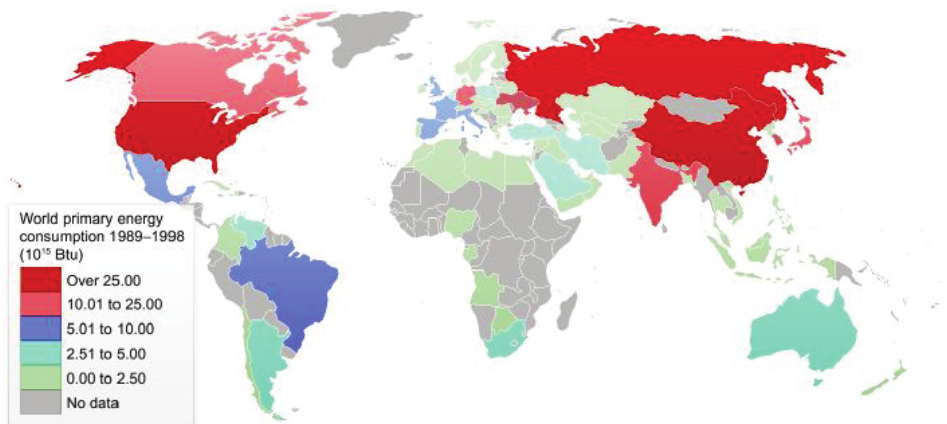 World primary energy
consumption 1989–1998
(10¹⁵ Btu)
Over 25.00
10.01 to 25.00
5.01 to 10.00
2.51 to 5.00
0.00 to 2.50
No data